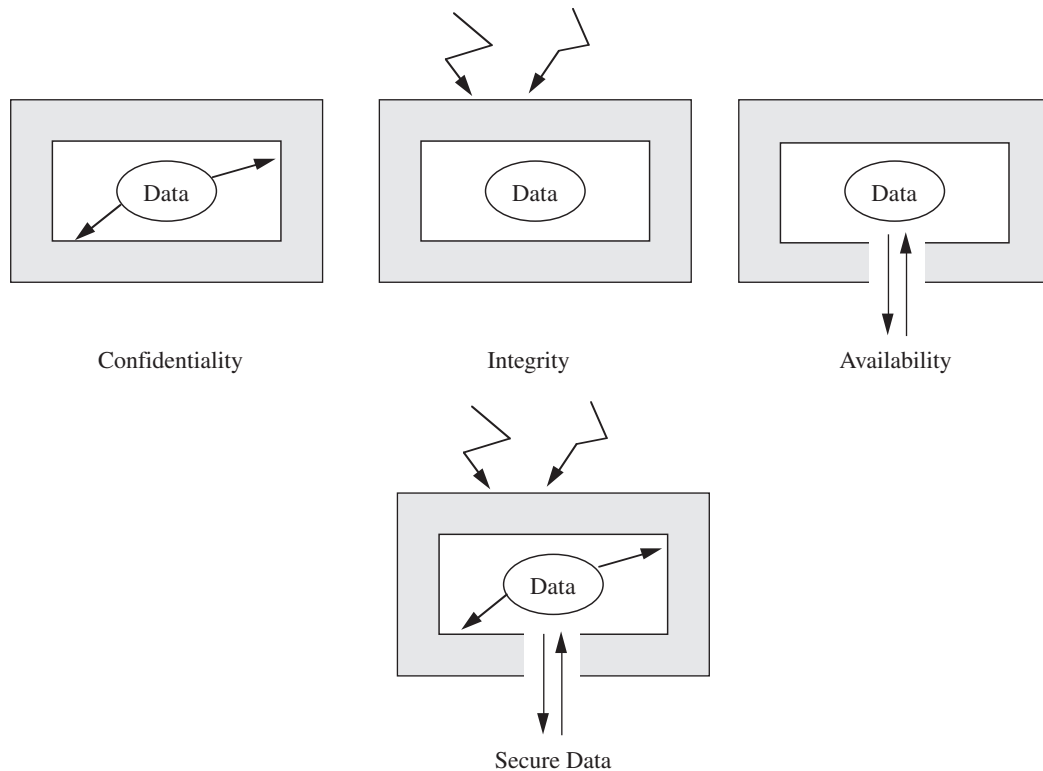 Data
Data
Data
Confidentiality
Integrity
Availability
Data
Secure Data